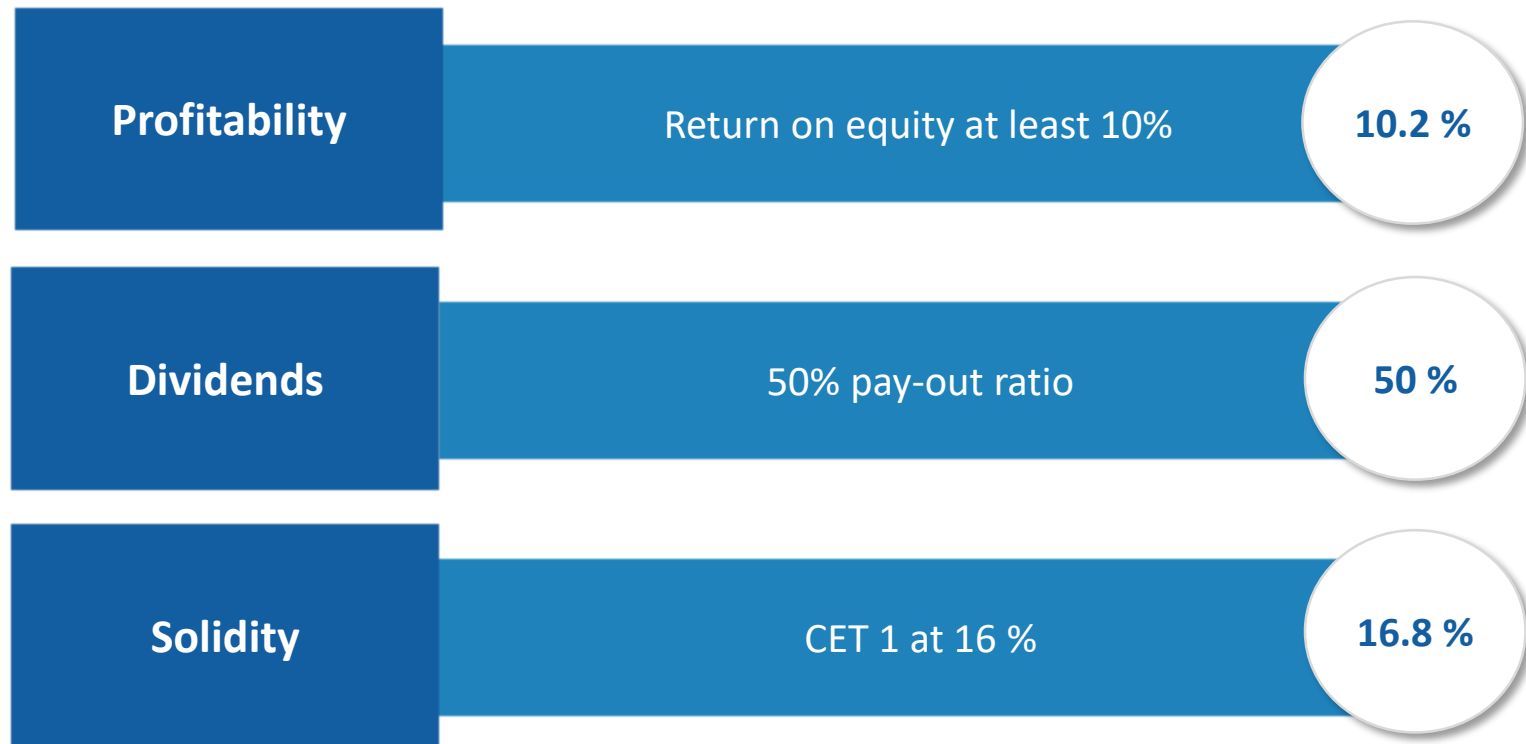 Profitability
Return on equity at least 10%
10.2 %
Dividends
50% pay-out ratio
50 %
Solidity
CET 1 at 16 %
16.8 %